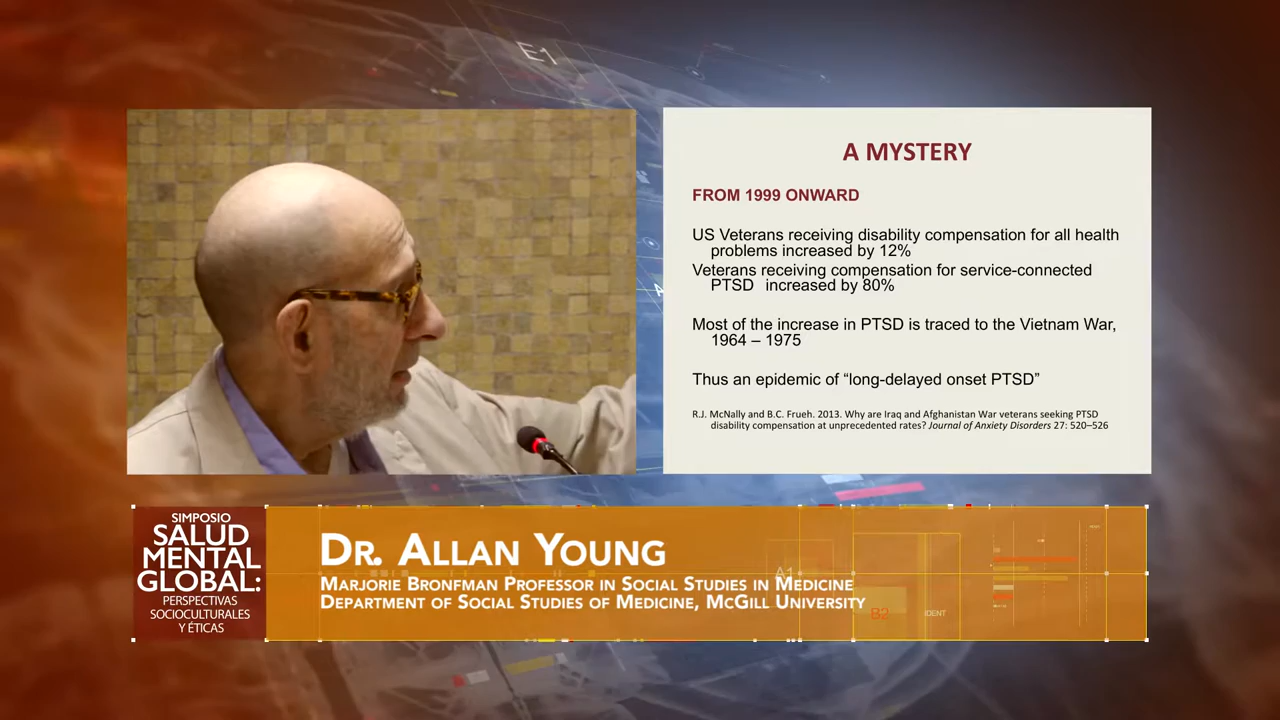 E1
A MYSTERY
FROM 1999 ONWARD
US Veterans receiving disability compensation for all health
problems increased by 12%
Veterans receiving compensation for service-connected
PTSD increased by 80%
Most of the increase in PTSD is traced to the Vietnam War,
1964 – 1975
Thus an epidemic of “long-delayed onset PTSD”
R.J. McNally and B.C. Frueh. 2013. Why are Iraq and Afghanistan War veterans seeking PTSD
disability compensation at unprecedented rates? Journal of Anxiety Disorders 27: 520–526
SIMPOSIO
SALUD
MENTAL
GLOBAL:
PERSPECTIVAS
SOCIOCULTURALES
Y ÉTICAS
DR. ALLAN YOUNG
MARJORIE BRONFMAN PROFESSOR IN SOCIAL STUDIES IN MEDICINE
DEPARTMENT OF SOCIAL STUDIES OF MEDICINE, MCGILL UNIVERSITY
A1
B2
IDENT